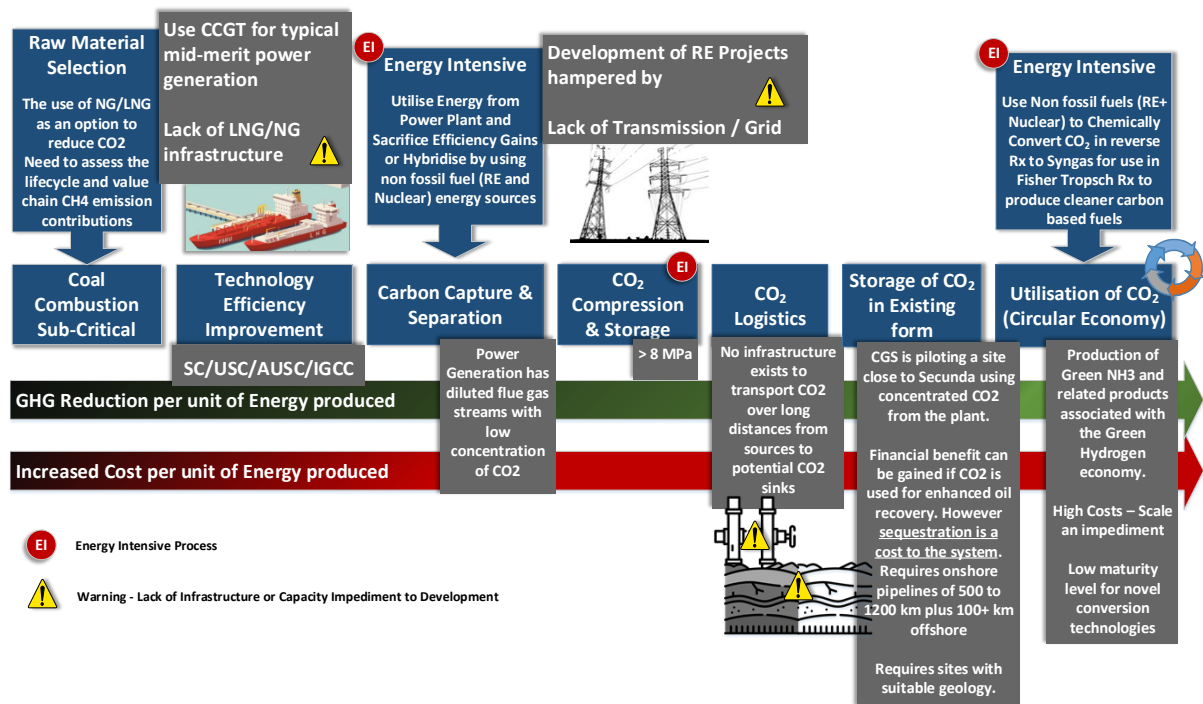 Raw Material
Selection
The use of NG/LNG
as an option to
reduce CO2
Need to assess the
lifecycle and value
chain CH4 emission
contributions
Use CCGT for typical
mid-merit power
generation
Lack of LNG/NG
infrastructure
FSRU
LNG
EI
Energy Intensive
Utilise Energy from
Power Plant and
Sacrifice Efficiency Gains
or Hybridise by using
non fossil fuel (RE and
Nuclear) energy sources
Development of RE Projects
hampered by
Lack of Transmission / Grid
EI
Energy Intensive
Use Non fossil fuels (RE+
Nuclear) to Chemically
Convert CO₂ in reverse
Rx to Syngas for use in
Fisher Tropsch Rx to
produce cleaner carbon
based fuels
Coal
Combustion
Sub-Critical
Technology
Efficiency
Improvement
Carbon Capture &
Separation
EI
CO₂
Compression
& Storage
CO₂
Logistics
Storage of CO₂
in Existing
form
Utilisation of CO₂
(Circular Economy)
SC/USC/AUSC/IGCC
Power
Generation has
diluted flue gas
streams with
low
concentration
of CO2
> 8 MPa
No infrastructure
exists to
transport CO2
over long
distances from
sources to
potential CO2
sinks
CGS is piloting a site
close to Secunda using
concentrated CO2
from the plant.
Financial benefit can
be gained if CO2 is
used for enhanced oil
recovery. However
sequestration is a
cost to the system.
Requires onshore
pipelines of 500 to
1200 km plus 100+ km
offshore
Requires sites with
suitable geology.
Production of
Green NH3 and
related products
associated with
the Green
Hydrogen
economy.
High Costs – Scale
an impediment
Low maturity
level for novel
conversion
technologies
GHG Reduction per unit of Energy produced
Increased Cost per unit of Energy produced
EI
Energy Intensive Process
Warning - Lack of Infrastructure or Capacity Impediment to Development